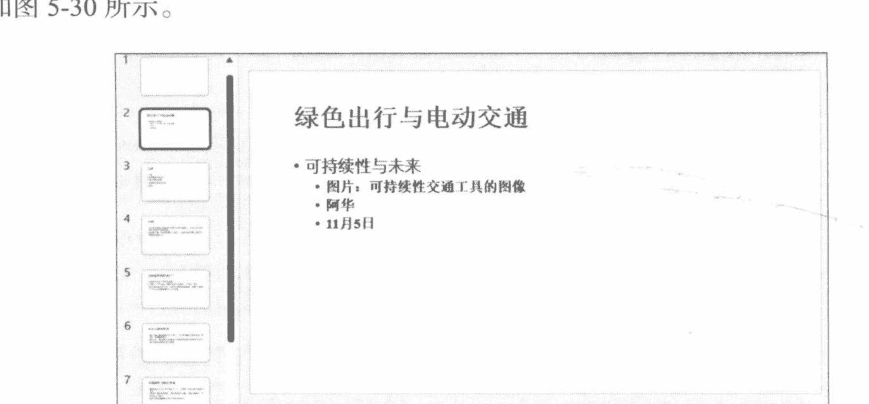 如图 5-30 所示。
1
2
3
4
5
6
7
绿色出行与电动交通
• 可持续性与未来
• 图片：可持续性交通工具的图像
• 阿华
• 11月5日